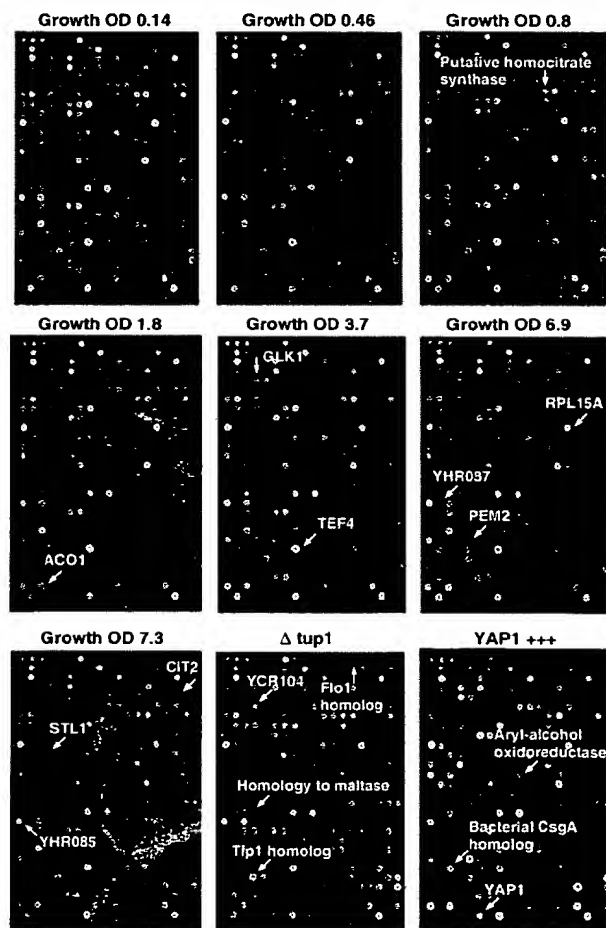 Growth OD 0.14
Growth OD 0.46
Growth OD 0.8
Putative homocitrate
synthase
Growth OD 1.8
Growth OD 3.7
Growth OD 6.9
GLK1
RPL15A
YHR087
PEM2
TEF4
ACO1
Growth OD 7.3
Δ tup1
YAP1 +++
CIT2
YCR104
Flo1
homolog
STL1
Aryl-alcohol
oxidoreductase
Homology to maltase
YHR085
Bacterial CsgA
homolog
Tfp1 homolog
YAP1